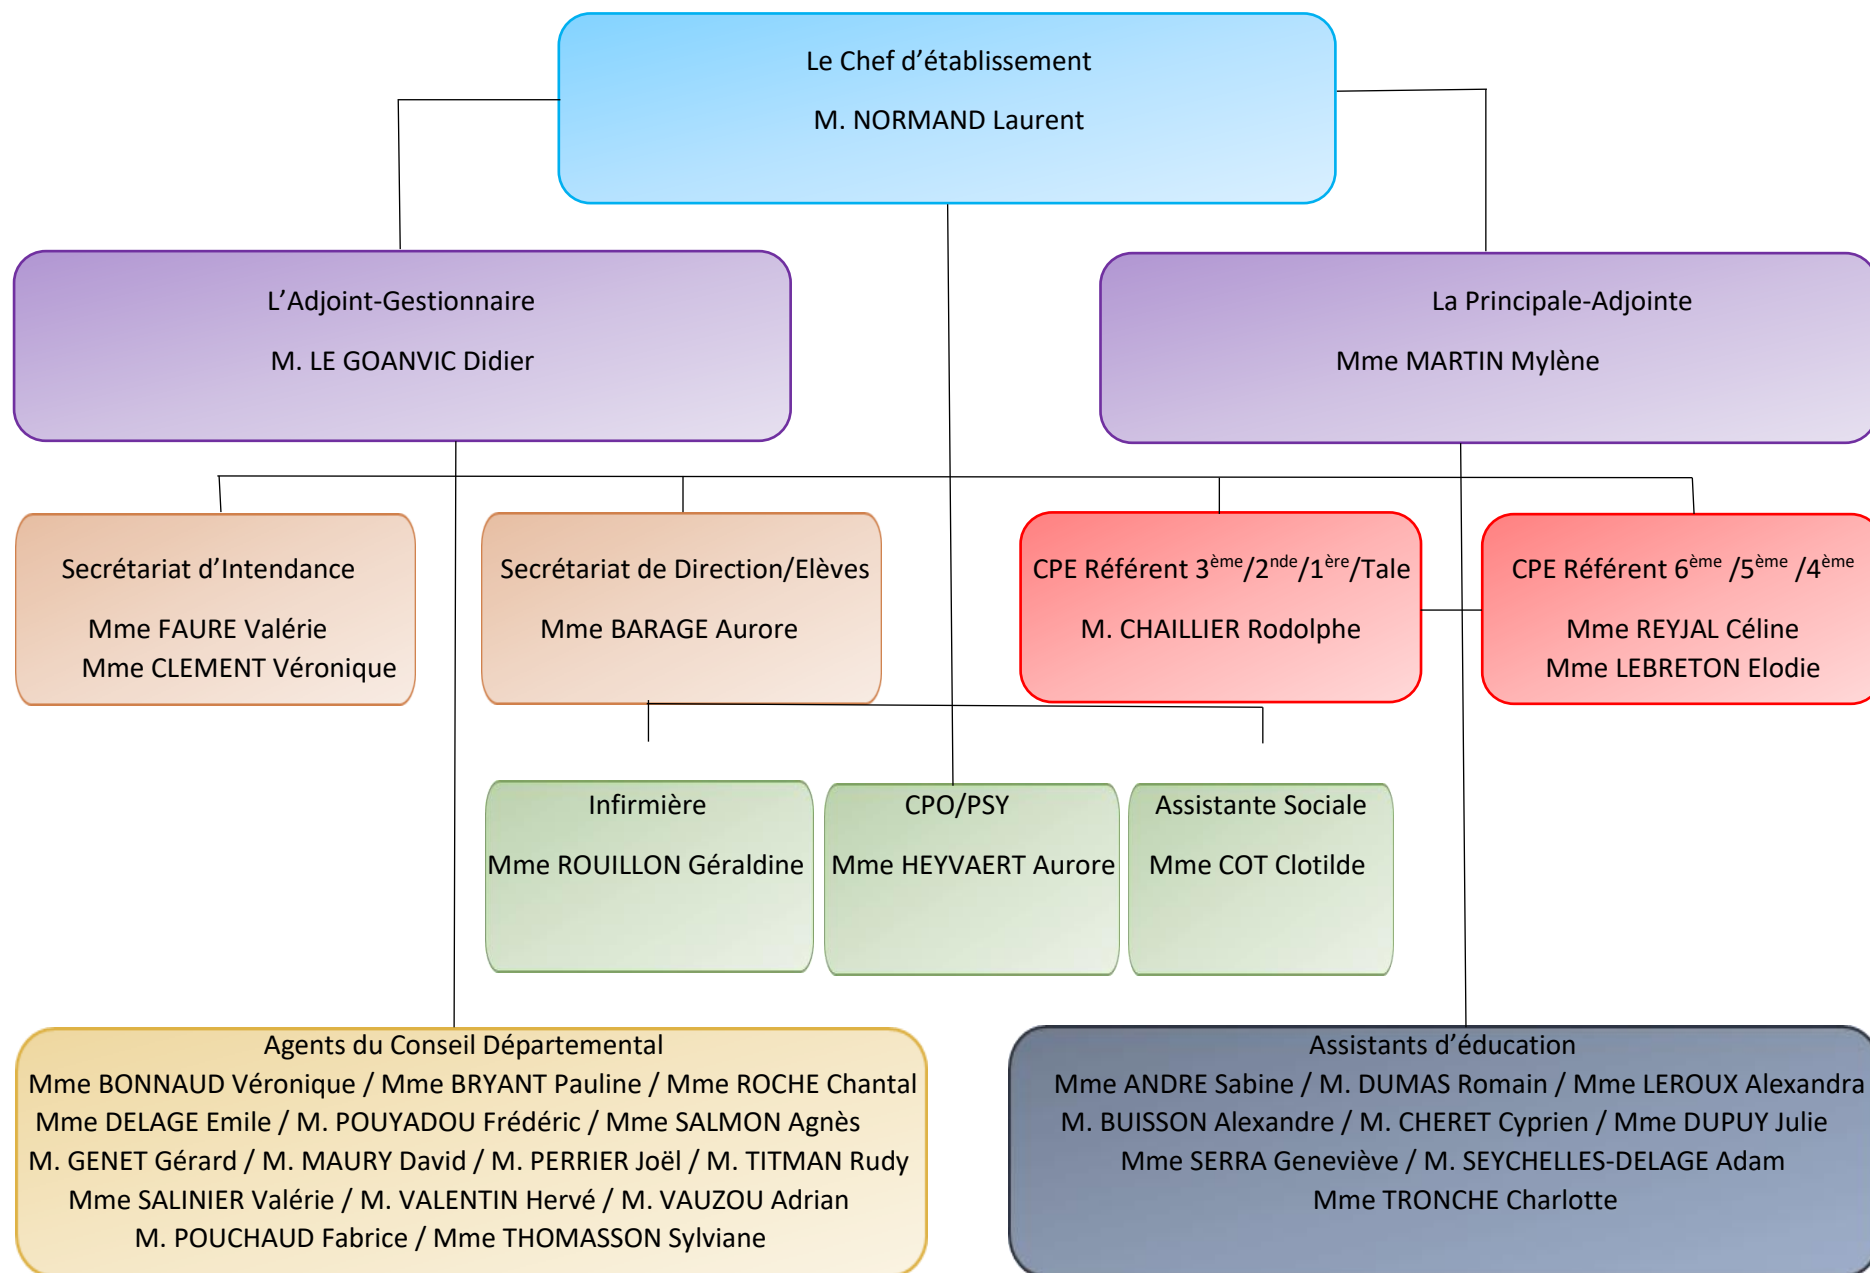 Le Chef d’établissement
M. NORMAND Laurent
L’Adjoint-Gestionnaire
M. LE GOANVIC Didier
La Principale-Adjointe
Mme MARTIN Mylène
Secrétariat d’Intendance
Mme FAURE Valérie
Mme CLEMENT Véronique
Secrétariat de Direction/Elèves
Mme BARAGE Aurore
CPE Référent 3ème/2nde/1ère/Tale
M. CHAILLIER Rodolphe
CPE Référent 6ème /5ème /4ème
Mme REYJAL Céline
Mme LEBRETON Elodie
Infirmière
Mme ROUILLON Géraldine
CPO/PSY
Mme HEYVAERT Aurore
Assistante Sociale
Mme COT Clotilde
Agents du Conseil Départemental
Mme BONNAUD Véronique / Mme BRYANT Pauline / Mme ROCHE Chantal
Mme DELAGE Emile / M. POUYADOU Frédéric / Mme SALMON Agnès
M. GENET Gérard / M. MAURY David / M. PERRIER Joël / M. TITMAN Rudy
Mme SALINIER Valérie / M. VALENTIN Hervé / M. VAUZOU Adrian
M. POUCHAUD Fabrice / Mme THOMASSON Sylviane
Assistants d’éducation
Mme ANDRE Sabine / M. DUMAS Romain / Mme LEROUX Alexandra
M. BUISSON Alexandre / M. CHERET Cyprien / Mme DUPUY Julie
Mme SERRA Geneviève / M. SEYCHELLES-DELAGE Adam
Mme TRONCHE Charlotte